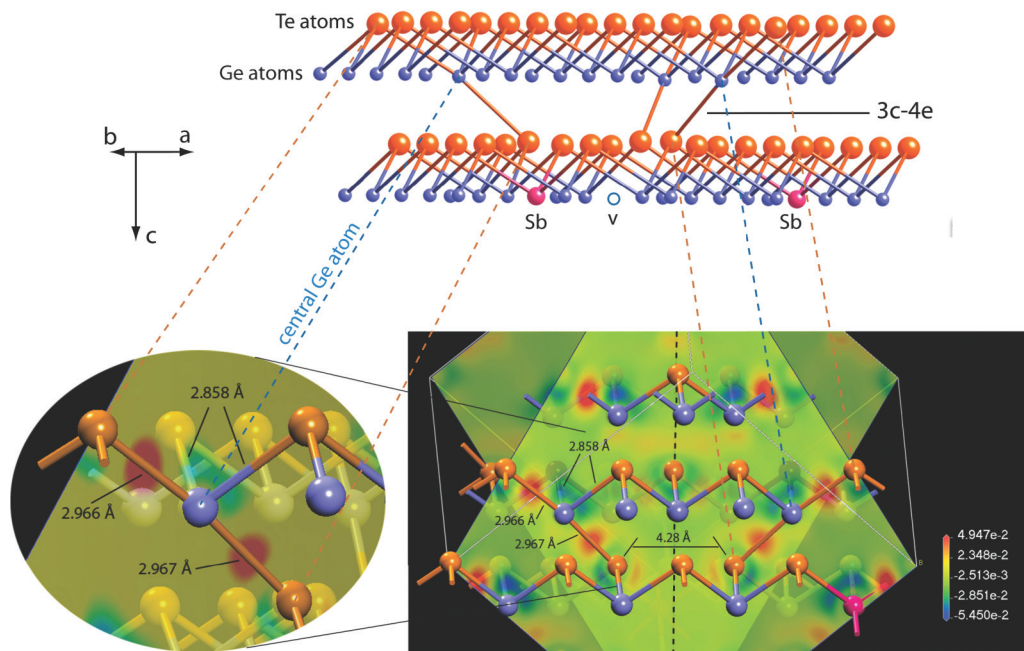 Te atoms
Ge atoms
3c-4e
b
a
c
Sb
v
Sb
central Ge atom
2.858 Å
2.966 Å
2.967 Å
2.858 Å
2.966 Å
2.967 Å
4.28 Å
4.947e-2
2.348e-2
-2.513e-3
-2.851e-2
-5.450e-2
B